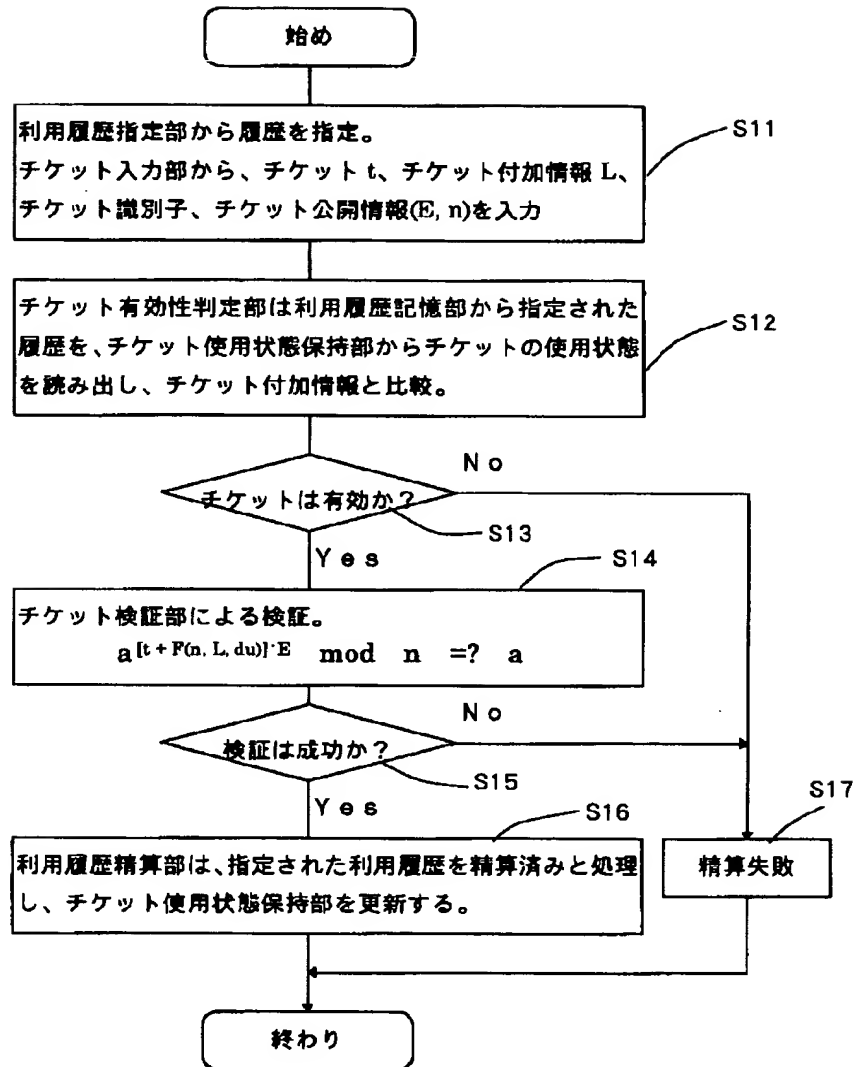 始め
利用履歴指定部から履歴を指定。
チケット入力部から、チケット t、チケット付加情報 L、
チケット識別子、チケット公開情報(E, n)を入力
S11
チケット有効性判定部は利用履歴記憶部から指定された
履歴を、チケット使用状態保持部からチケットの使用状態
を読み出し、チケット付加情報と比較。
S12
チケットは有効か?
No
S13
Yes
S14
チケット検証部による検証。
a^{[t + F(n, L, du)]·E} mod n =? a
検証は成功か?
No
S15
Yes
S16
利用履歴精算部は、指定された利用履歴を精算済みと処理
し、チケット使用状態保持部を更新する。
S17
精算失敗
終わり